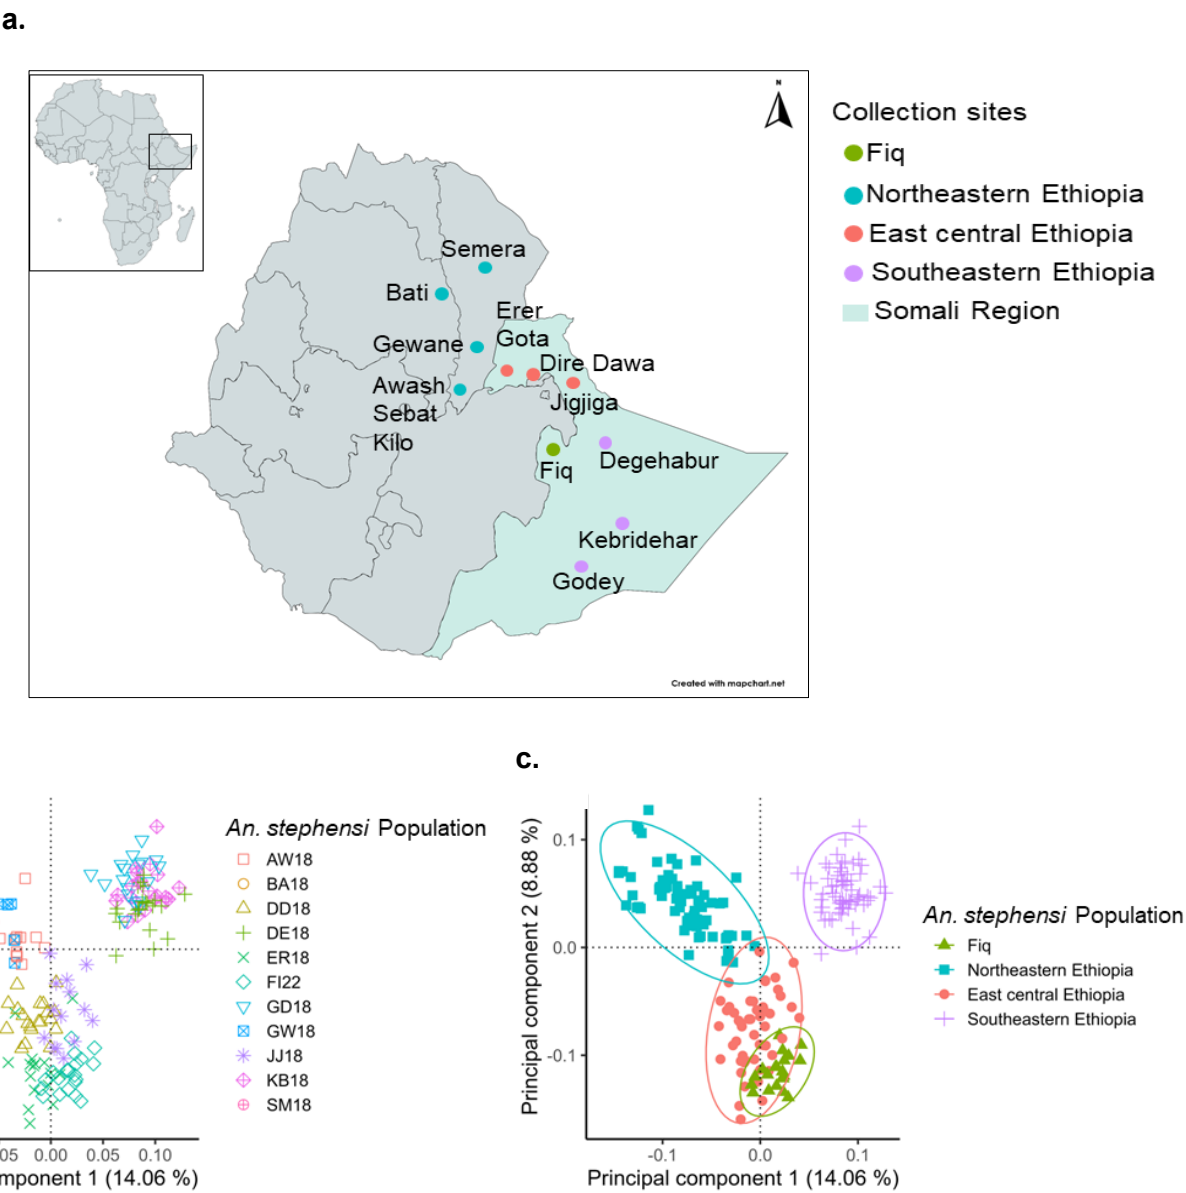 a.
N
Collection sites
Fiq
Northeastern Ethiopia
East central Ethiopia
Southeastern Ethiopia
Somali Region
Semera
Bati
Erer
Gota
Gewane
Dire Dawa
Awash
Sebat
Kilo
Jigjiga
Fiq
Degehabur
Kebridehar
Godey
Created with mapchart.net
An. stephensi Population
AW18
BA18
DD18
DE18
ER18
FI22
GD18
GW18
JJ18
KB18
SM18
05 0.00 0.05 0.10
mponent 1 (14.06 %)
c.
Principal component 2 (8.88 %)
0.1
0.0
-0.1
-0.1 0.0 0.1
Principal component 1 (14.06 %)
An. stephensi Population
Fiq
Northeastern Ethiopia
East central Ethiopia
Southeastern Ethiopia